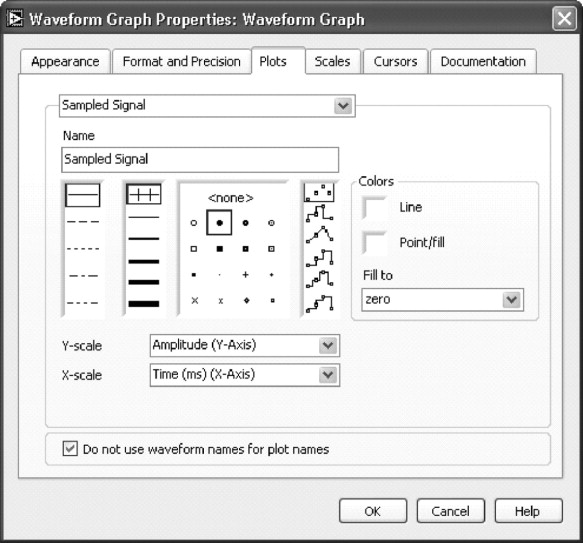 Waveform Graph Properties: Waveform Graph
Appearance Format and Precision Plots Scales Cursors Documentation
Sampled Signal
Name
Sampled Signal
<none>
Colors
Line
Point/fill
Fill to
zero
Y-scale Amplitude (Y-Axis)
X-scale Time (ms) (X-Axis)
Do not use waveform names for plot names
OK Cancel Help